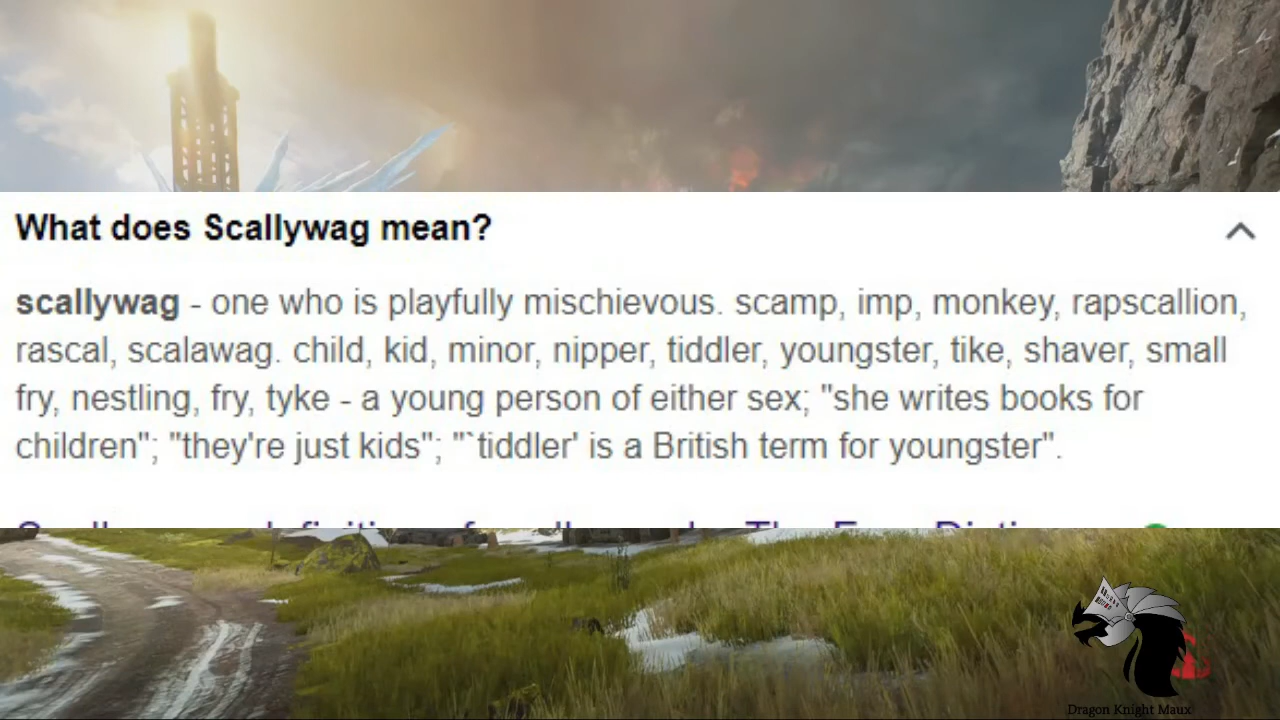 What does Scallywag mean?
scallywag - one who is playfully mischievous. scamp, imp, monkey, rapscallion,
rascal, scalawag. child, kid, minor, nipper, tiddler, youngster, tike, shaver, small
fry, nestling, fry, tyke - a young person of either sex; "she writes books for
children"; "they're just kids"; "`tiddler' is a British term for youngster".
Dragon Knight Maux